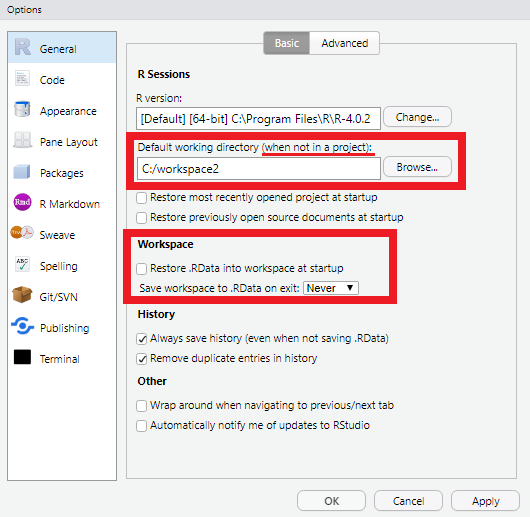 Options
General
Code
Appearance
Pane Layout
Packages
R Markdown
Sweave
Spelling
Git/SVN
Publishing
Terminal
Basic
Advanced
R Sessions
R version:
[Default] [64-bit] C:\Program Files\R\R-4.0.2
Change...
Default working directory (when not in a project):
C:/workspace2
Browse...
Restore most recently opened project at startup
Restore previously open source documents at startup
Workspace
Restore .RData into workspace at startup
Save workspace to .RData on exit: Never
History
Always save history (even when not saving .RData)
Remove duplicate entries in history
Other
Wrap around when navigating to previous/next tab
Automatically notify me of updates to RStudio
OK
Cancel
Apply